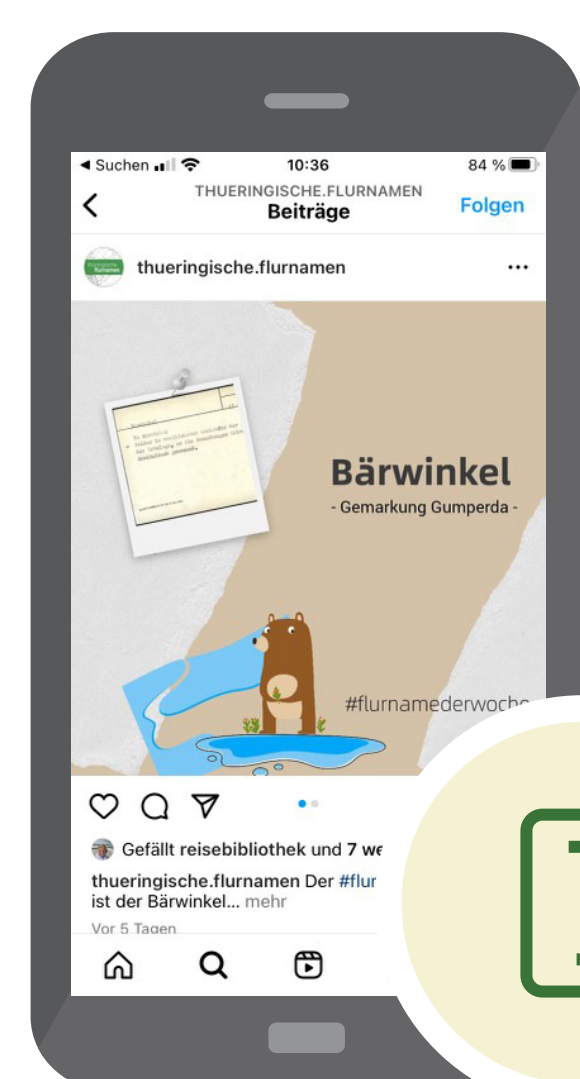 ◄ Suchen
10:36
84 %
THUERINGISCHE.FLURNAMEN
Beiträge
Folgen
thueringische.flurnamen
Bärwinkel
- Gemarkung Gumperda -
#flurnamederwoche
Gefällt reisebibliothek und 7 we
thueringische.flurnamen Der #flur
ist der Bärwinkel... mehr
Vor 5 Tagen